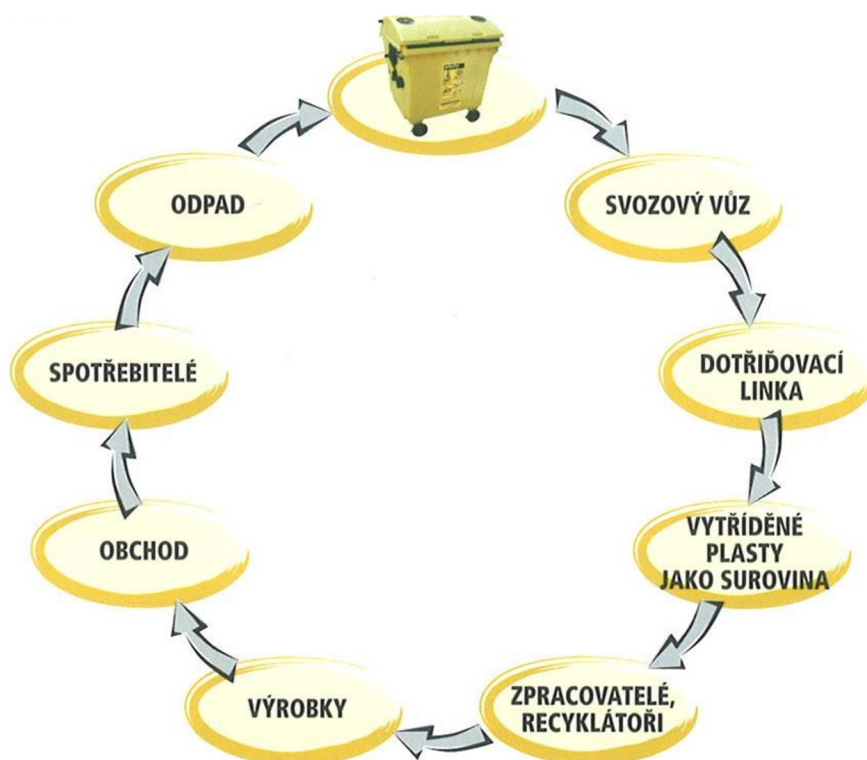 SVOZOVÝ VŮZ
DOTŘIĎOVACÍ
LINKA
VYTŘÍDĚNÉ
PLASTY
JAKO SUROVINA
ZPRACOVATELÉ,
RECYKLÁTOŘI
VÝROBKY
OBCHOD
SPOTŘEBITELÉ
ODPAD